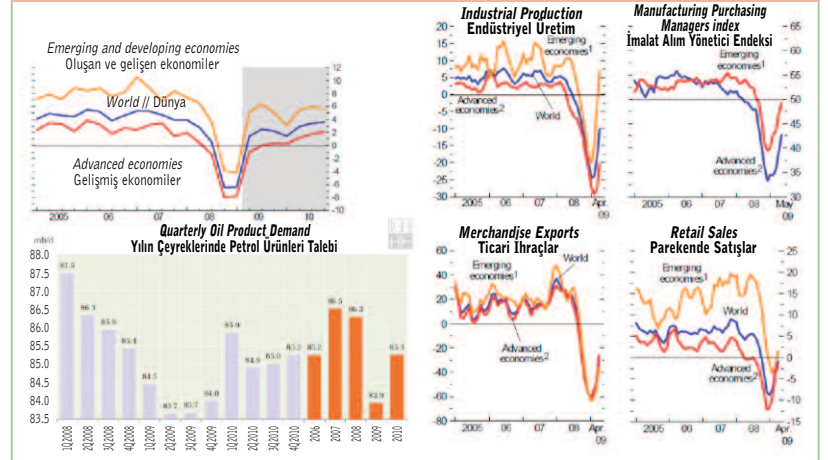 Emerging and developing economies
Oluşan ve gelişen ekonomiler
World // Dünya
Advanced economies
Gelişmiş ekonomiler
12
10
8
6
4
2
0
-2
-4
-6
-8
-10
2005 06 07 08 09 10
Quarterly Oil Product Demand
Yılın Çeyreklerinde Petrol Ürünleri Talebi
mb/d
88.0
87.5
87.0
86.5
86.0
85.5
85.0
84.5
84.0
83.5
87.5 86.3 85.9 85.4 84.5 83.7 83.7 84.0 85.9 84.9 85.0 85.2 85.2 86.5 86.3 83.9 85.3
1Q2008 2Q2008 3Q2008 4Q2008 1Q2009 2Q2009 3Q2009 4Q2009 1Q2010 2Q2010 3Q2010 4Q2010 2006 2007 2008 2009 2010
Industrial Production
Endüstriyel Üretim
20
15
10
5
0
-5
-10
-15
-20
-25
-30
Emerging
economies1
Advanced
economies2
World
2005 06 07 08 Apr.
09
Manufacturing Purchasing
Managers index
İmalat Alım Yönetici Endeksi
65
60
55
50
45
40
35
30
Emerging
economies1
Advanced
economies2
2005 06 07 08 May
09
Merchandise Exports
Ticari İhraçlar
60
40
20
0
-20
-40
-60
-80
Emerging
economies1
World
Advanced
economies2
2005 06 07 08 Apr.
09
Retail Sales
Parekende Satışlar
25
20
15
10
5
0
-5
-10
-15
Emerging
economies1
World
Advanced
economies2
2005 06 07 08 Apr.
09